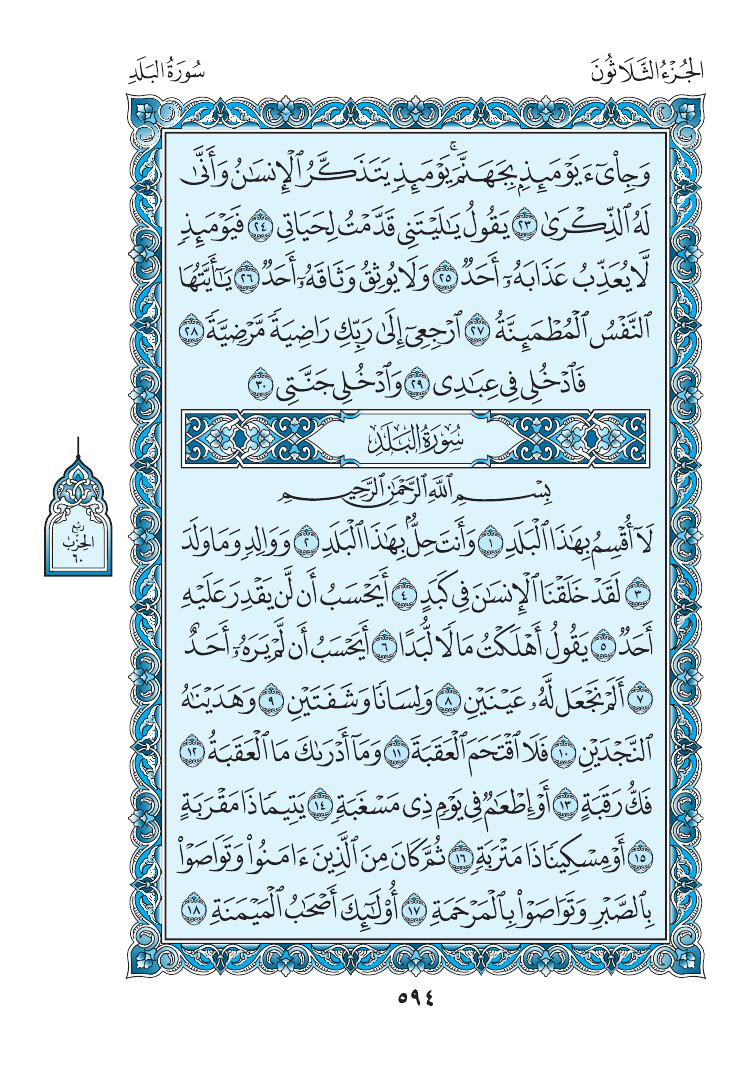 الجُزْءُ الثَّلَاثُونَ
سُورَةُ البَلَدِ
وَجِاْىٓءَ يَوْمَئِذِۭ بِجَهَنَّمَۚ يَوْمَئِذٖ يَتَذَكَّرُ ٱلۡإِنسَٰنُ وَأَنَّىٰ
لَهُ ٱلذِّكۡرَىٰ ٢٣ يَقُولُ يَٰلَيۡتَنِي قَدَّمۡتُ لِحَيَاتِي ٢٤ فَيَوۡمَئِذٖ
لَّا يُعَذِّبُ عَذَابَهُۥٓ أَحَدٞ ٢٥ وَلَا يُوثِقُ وَثَاقَهُۥٓ أَحَدٞ ٢٦ يَٰٓأَيَّتُهَا
ٱلنَّفۡسُ ٱلۡمُطۡمَئِنَّةُ ٢٧ ٱرۡجِعِيٓ إِلَىٰ رَبِّكِ رَاضِيَةٗ مَّرۡضِيَّةٗ ٢٨
فَٱدۡخُلِي فِي عِبَٰدِي ٢٩ وَٱدۡخُلِي جَنَّتِي ٣٠
سُورَةُ البَلَدِ
بِسۡمِ ٱللَّهِ ٱلرَّحۡمَٰنِ ٱلرَّحِيمِ
لَآ أُقۡسِمُ بِهَٰذَا ٱلۡبَلَدِ ١ وَأَنتَ حِلُّۢ بِهَٰذَا ٱلۡبَلَدِ ٢ وَوَالِدٖ وَمَا وَلَدَ
٣ لَقَدۡ خَلَقۡنَا ٱلۡإِنسَٰنَ فِي كَبَدٍ ٤ أَيَحۡسَبُ أَن لَّن يَقۡدِرَ عَلَيۡهِ
أَحَدٞ ٥ يَقُولُ أَهۡلَكۡتُ مَالٗا لُّبَدًا ٦ أَيَحۡسَبُ أَن لَّمۡ يَرَهُۥٓ أَحَدٌ
٧ أَلَمۡ نَجۡعَل لَّهُۥ عَيۡنَيۡنِ ٨ وَلِسَانٗا وَشَفَتَيۡنِ ٩ وَهَدَيۡنَٰهُ
ٱلنَّجۡدَيۡنِ ١٠ فَلَا ٱقۡتَحَمَ ٱلۡعَقَبَةَ ١١ وَمَآ أَدۡرَىٰكَ مَا ٱلۡعَقَبَةُ ١٢
فَكُّ رَقَبَةٍ ١٣ أَوۡ إِطۡعَٰمٞ فِي يَوۡمٖ ذِي مَسۡغَبَةٖ ١٤ يَتِيمٗا ذَا مَقۡرَبَةٍ
١٥ أَوۡ مِسۡكِينٗا ذَا مَتۡرَبَةٖ ١٦ ثُمَّ كَانَ مِنَ ٱلَّذِينَ ءَامَنُواْ وَتَوَاصَوۡاْ
بِٱلصَّبۡرِ وَتَوَاصَوۡاْ بِٱلۡمَرۡحَمَةِ ١٧ أُوْلَٰٓئِكَ أَصۡحَٰبُ ٱلۡمَيۡمَنَةِ ١٨
ربع
الحزب
٦٠
٥٩٤